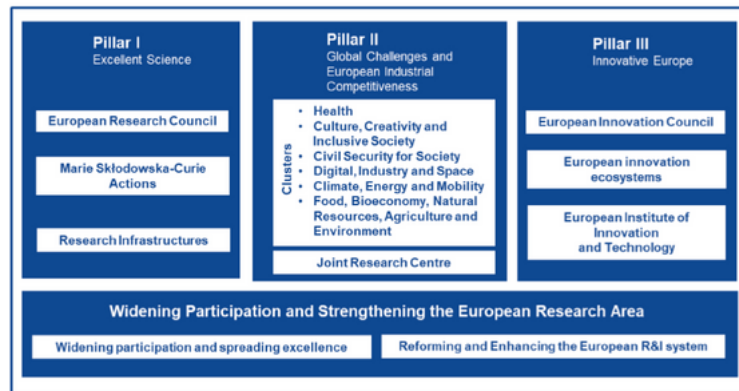 Pillar I
Excellent Science
European Research Council
Marie Skłodowska-Curie
Actions
Research Infrastructures
Pillar II
Global Challenges and
European Industrial
Competitiveness
Clusters
• Health
• Culture, Creativity and
Inclusive Society
• Civil Security for Society
• Digital, Industry and Space
• Climate, Energy and Mobility
• Food, Bioeconomy, Natural
Resources, Agriculture and
Environment
Joint Research Centre
Pillar III
Innovative Europe
European Innovation Council
European innovation
ecosystems
European Institute of
Innovation
and Technology
Widening Participation and Strengthening the European Research Area
Widening participation and spreading excellence
Reforming and Enhancing the European R&I system